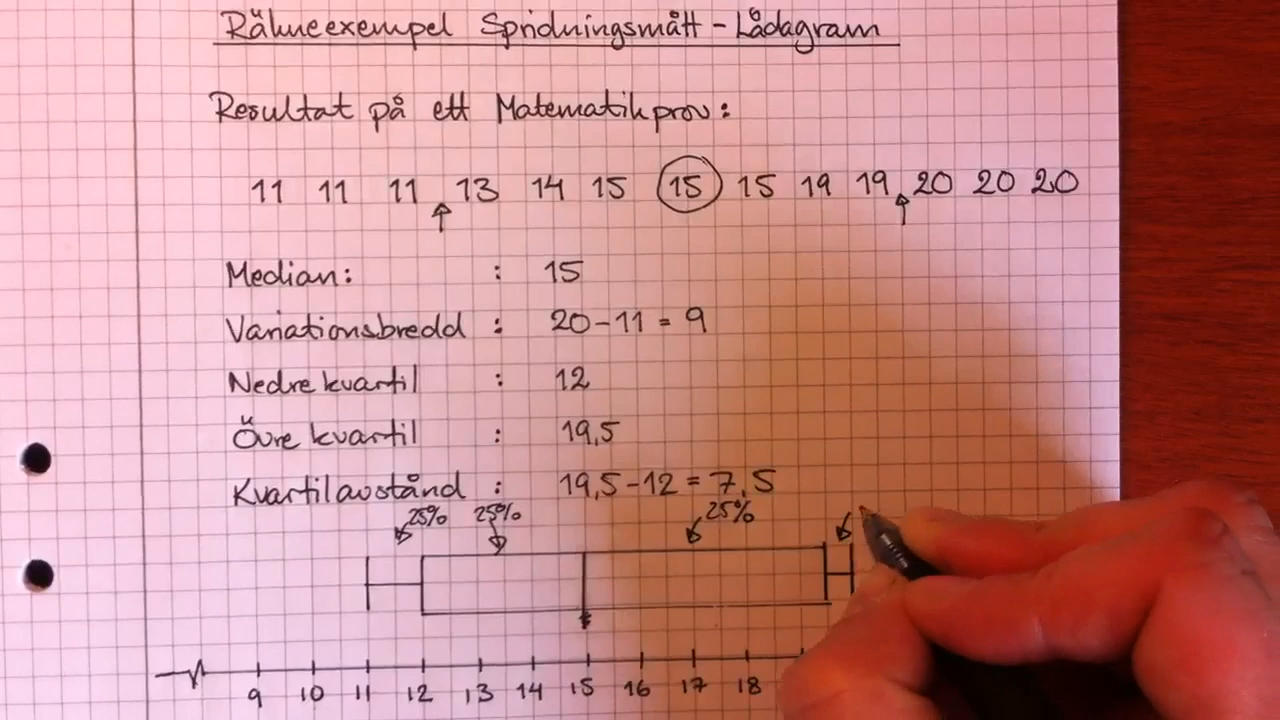 Räkneexempel Spridningsmått - Lådagram
Resultat på ett Matematikprov:
11 11 11 13 14 15 15 15 19 19 20 20 20
Median: : 15
Variationsbredd : 20-11 = 9
Nedre kvartil : 12
Övre kvartil : 19,5
Kvartilavstånd : 19,5-12 = 7,5
25% 25% 25%
9 10 11 12 13 14 15 16 17 18